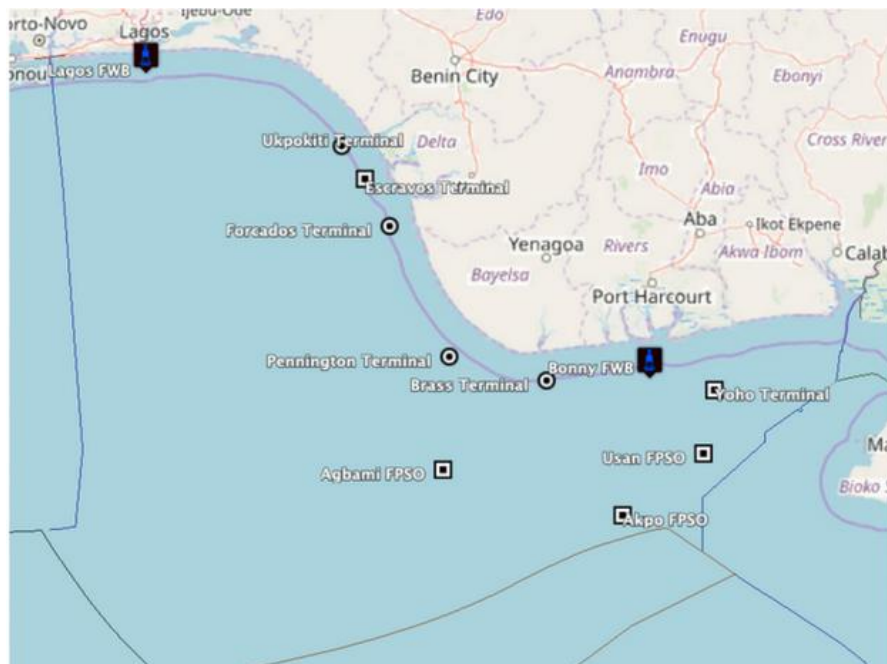 orto-Novo
Ijebu-Ode
Lagos
Edo
Enugu
onou
Lagos FWB
Benin City
Anambra
Ebonyi
Ukpokiti Terminal
Delta
Cross River
Escravos Terminal
Imo
Abia
Forcados Terminal
Aba
Ikot Ekpene
Yenagoa
Rivers
Akwa Ibom
Calab
Bayelsa
Port Harcourt
Pennington Terminal
Bonny FWB
Brass Terminal
Yoho Terminal
Usan FPSO
Ma
Agbami FPSO
Bioko S
Akpo FPSO